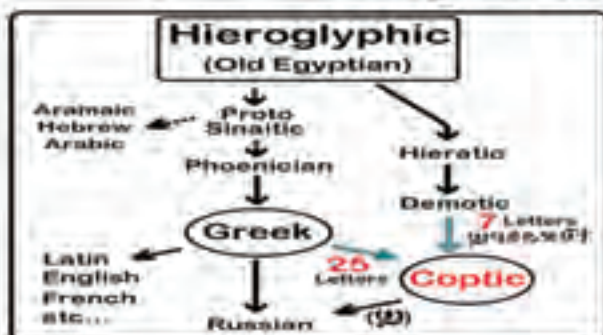 Hieroglyphic
(Old Egyptian)
Aramaic
Hebrew
Arabic
Proto
Sinaitic
Phoenician
Hieratic
Demotic
7 Letters
Greek
25
Letters
Coptic
Latin
English
French
etc...
Russian